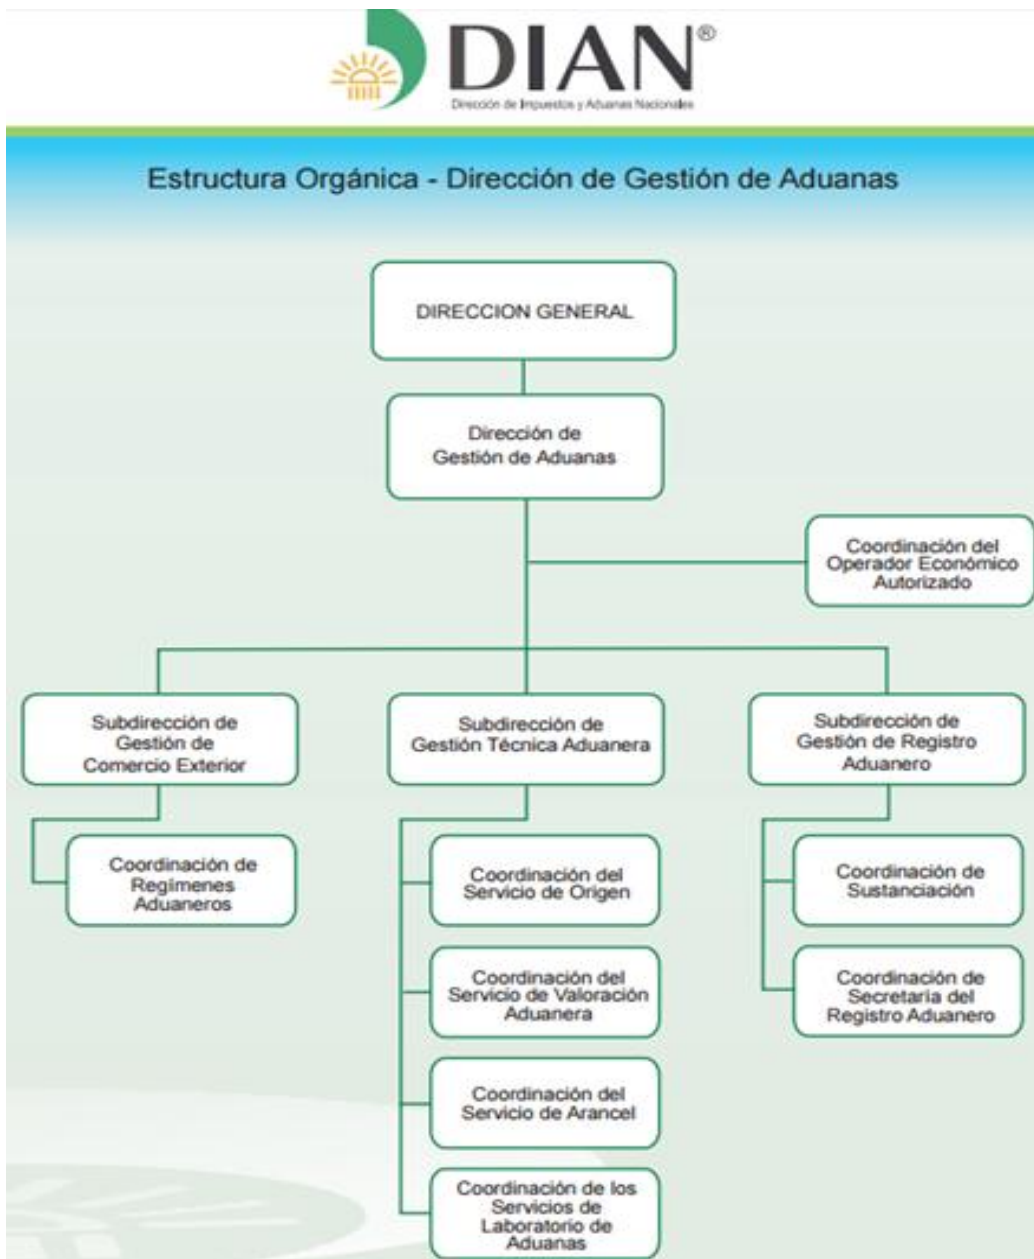 DIAN®
Dirección de Impuestos y Aduanas Nacionales
Estructura Orgánica - Dirección de Gestión de Aduanas
DIRECCION GENERAL
Dirección de
Gestión de Aduanas
Coordinación del
Operador Económico
Autorizado
Subdirección de
Gestión de
Comercio Exterior
Coordinación de
Regímenes
Aduaneros
Subdirección de
Gestión Técnica Aduanera
Coordinación del
Servicio de Origen
Coordinación del
Servicio de Valoración
Aduanera
Coordinación del
Servicio de Arancel
Coordinación de los
Servicios de
Laboratorio de
Aduanas
Subdirección de
Gestión de Registro
Aduanero
Coordinación de
Sustanciación
Coordinación de
Secretaria del
Registro Aduanero